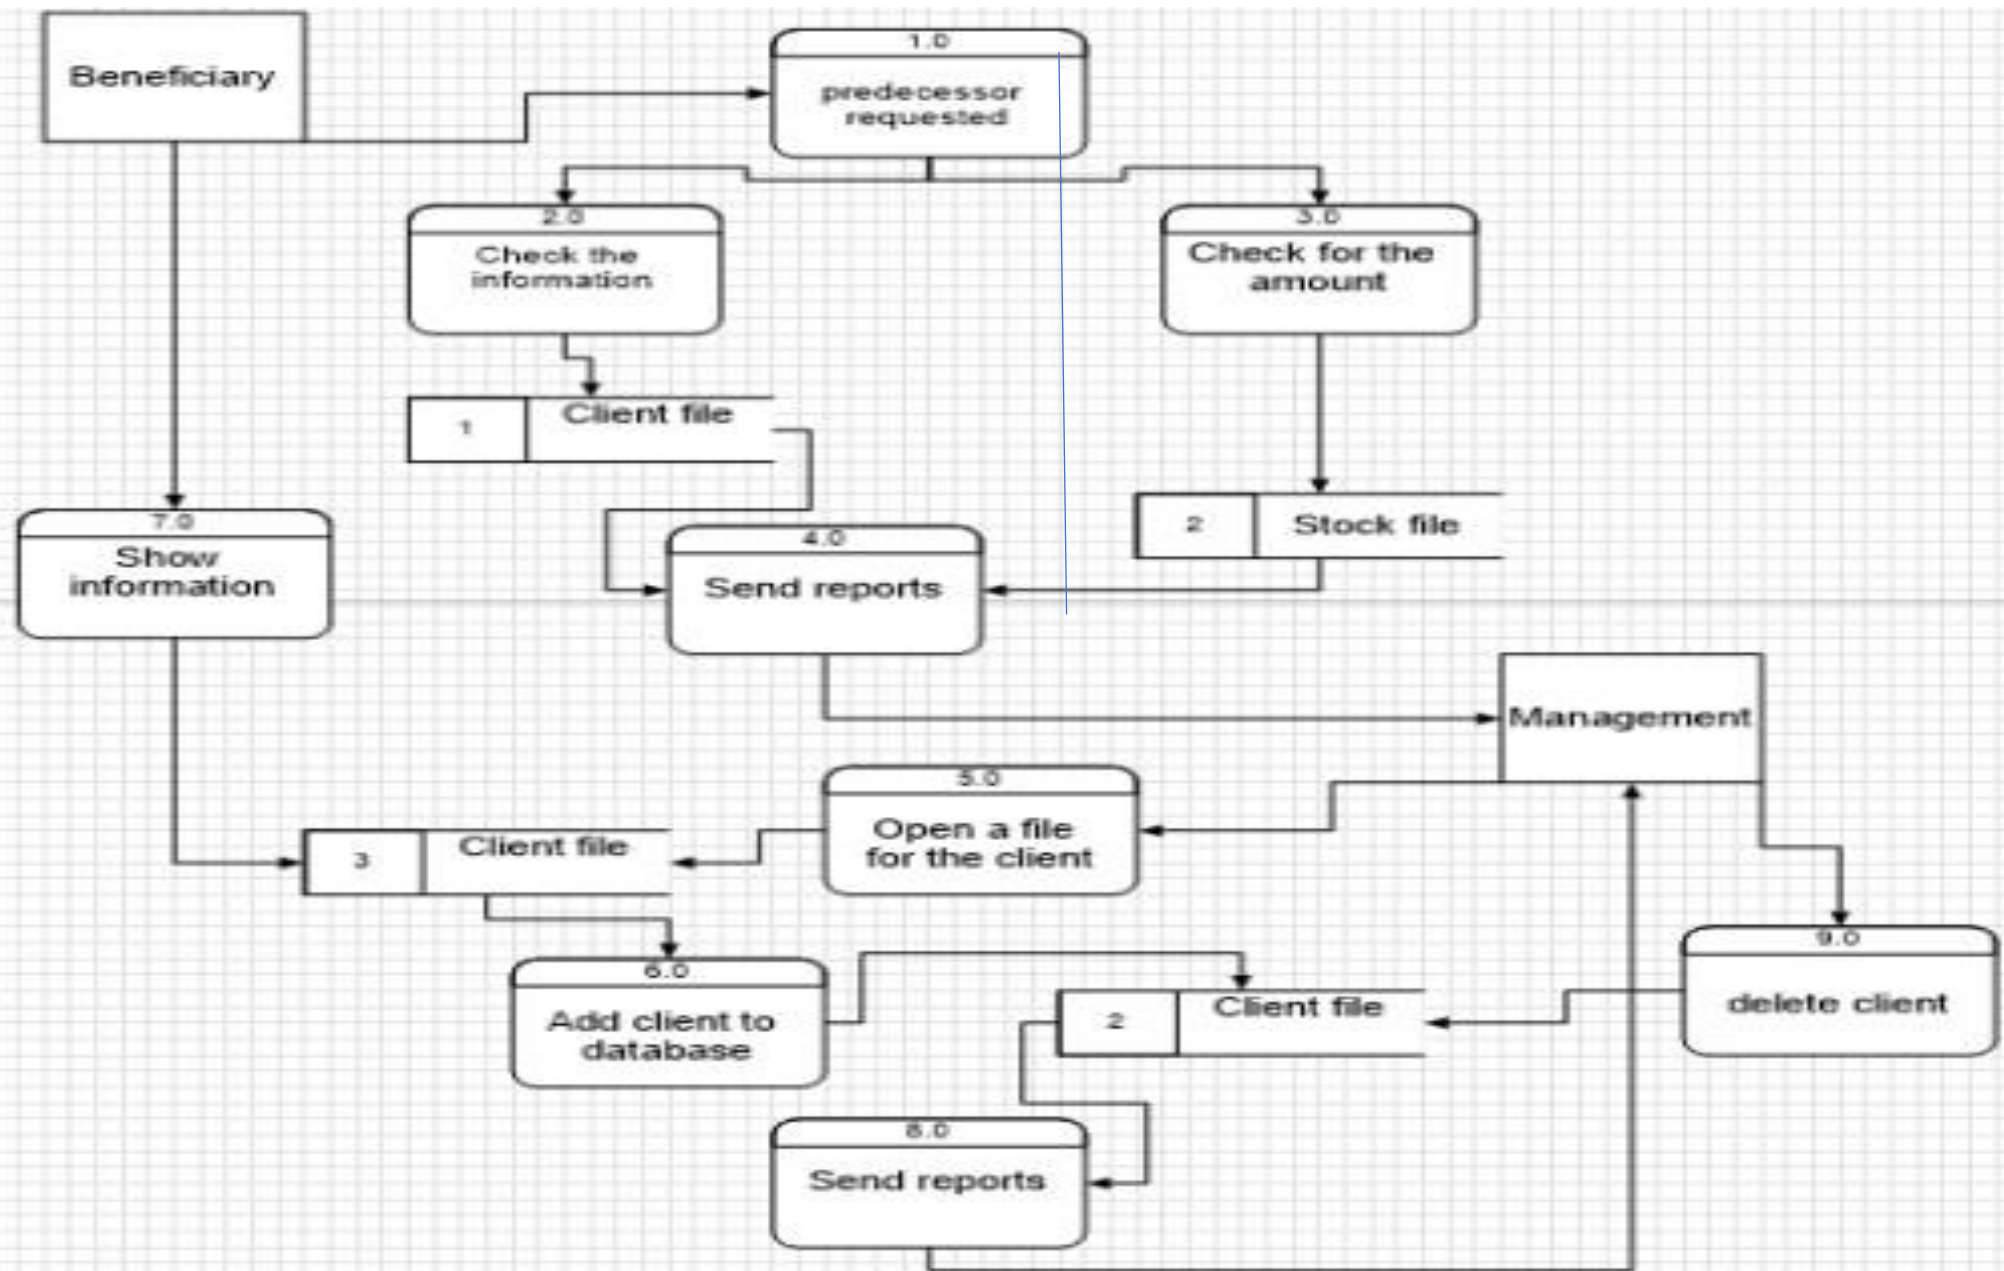 Beneficiary
1.0
predecessor
requested
2.0
Check the
information
3.0
Check for the
amount
1
Client file
2
Stock file
7.0
Show
information
4.0
Send reports
Management
5.0
Open a file
for the client
3
Client file
6.0
Add client to
database
2
Client file
9.0
delete client
8.0
Send reports